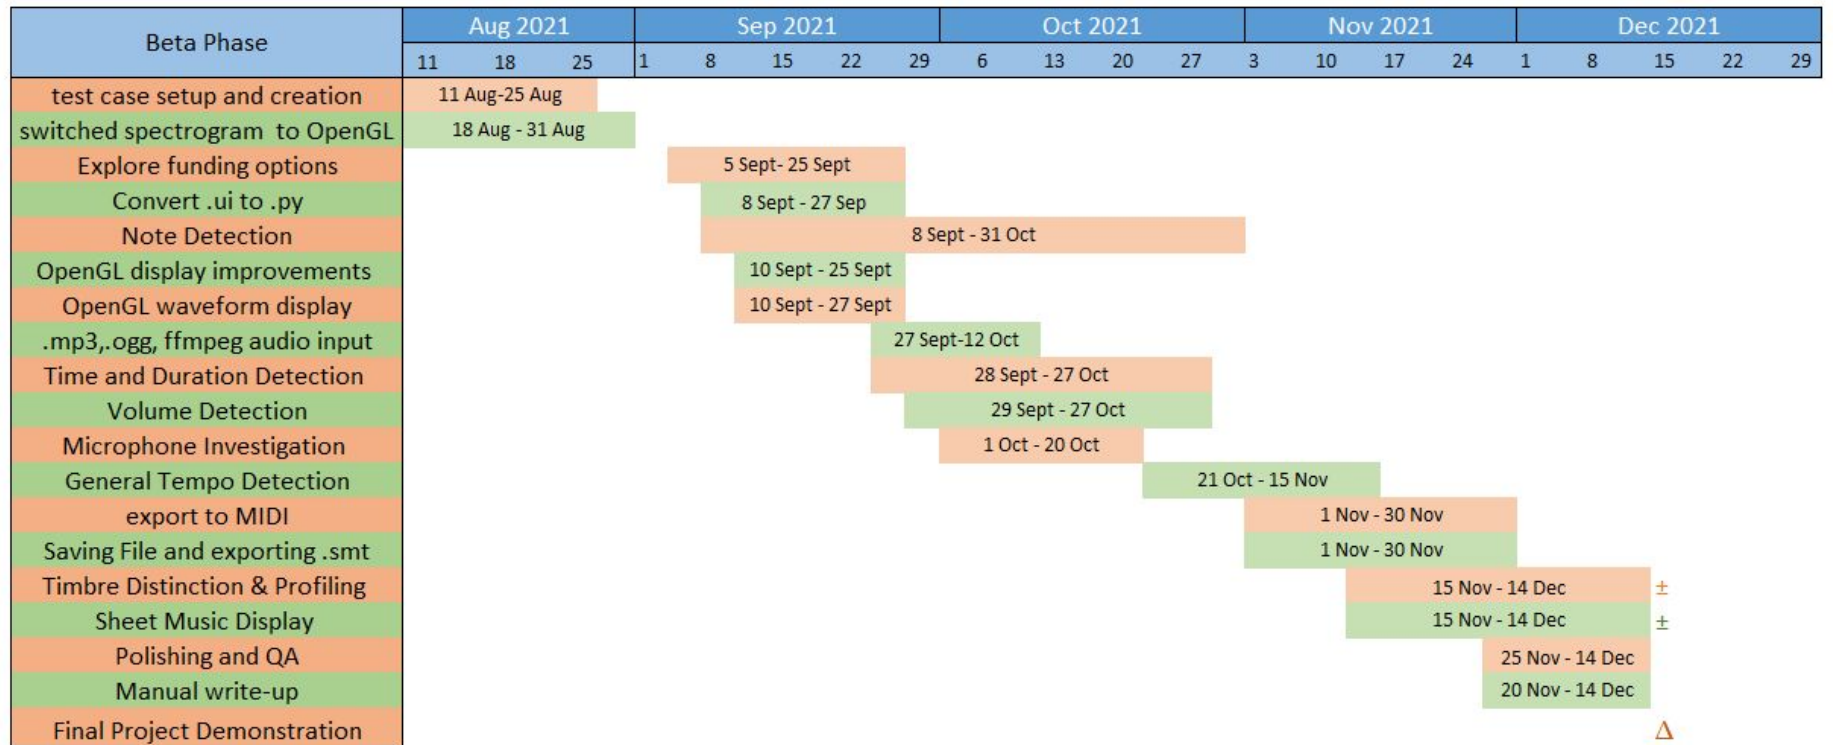 Beta Phase
Aug 2021 Sep 2021 Oct 2021 Nov 2021 Dec 2021
11 18 25 1 8 15 22 29 6 13 20 27 3 10 17 24 1 8 15 22 29
test case setup and creation 11 Aug-25 Aug
switched spectrogram to OpenGL 18 Aug - 31 Aug
Explore funding options 5 Sept- 25 Sept
Convert .ui to .py 8 Sept - 27 Sep
Note Detection 8 Sept - 31 Oct
OpenGL display improvements 10 Sept - 25 Sept
OpenGL waveform display 10 Sept - 27 Sept
.mp3,.ogg, ffmpeg audio input 27 Sept-12 Oct
Time and Duration Detection 28 Sept - 27 Oct
Volume Detection 29 Sept - 27 Oct
Microphone Investigation 1 Oct - 20 Oct
General Tempo Detection 21 Oct - 15 Nov
export to MIDI 1 Nov - 30 Nov
Saving File and exporting .smt 1 Nov - 30 Nov
Timbre Distinction & Profiling 15 Nov - 14 Dec ±
Sheet Music Display 15 Nov - 14 Dec ±
Polishing and QA 25 Nov - 14 Dec
Manual write-up 20 Nov - 14 Dec
Final Project Demonstration Δ